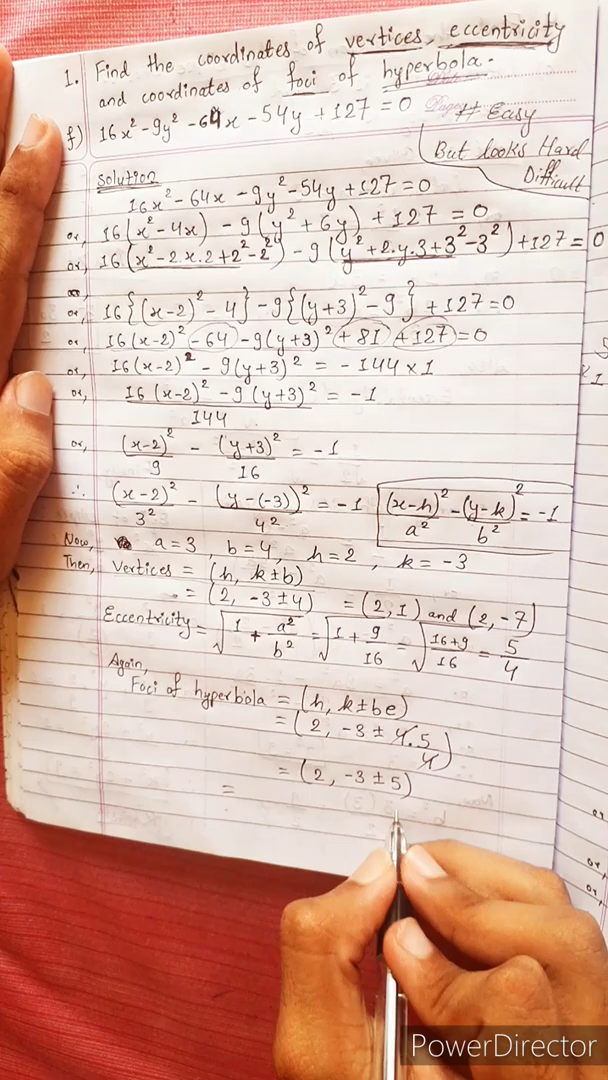 1. Find the coordinates of vertices, eccentricity
and coordinates of foci of hyperbola.
f) 16x² - 9y² - 64x - 54y + 127 = 0
# Easy
But looks Hard
Difficult
Solution
16x² - 64x - 9y² - 54y + 127 = 0
or, 16(x² - 4x) - 9(y² + 6y) + 127 = 0
or, 16(x² - 2x.2 + 2² - 2²) - 9(y² + 2.y.3 + 3² - 3²) + 127 = 0
or, 16{(x-2)² - 4} - 9{(y+3)² - 9} + 127 = 0
or, 16(x-2)² - 64 - 9(y+3)² + 81 + 127 = 0
or, 16(x-2)² - 9(y+3)² = -144 × 1
or, (16(x-2)² - 9(y+3)²)/144 = -1
or, (x-2)²/9 - (y+3)²/16 = -1
∴ (x-2)²/3² - (y-(-3))²/4² = -1
(x-h)²/a² - (y-k)²/b² = -1
Now, a = 3, b = 4, h = 2, k = -3
Then, Vertices = (h, k±b)
= (2, -3±4) = (2, 1) and (2, -7)
Eccentricity = √(1 + a²/b²) = √(1 + 9/16) = √((16+9)/16) = 5/4
Again,
Foci of hyperbola = (h, k±be)
= (2, -3 ± 4.5/4)
= (2, -3 ± 5)
=
PowerDirector